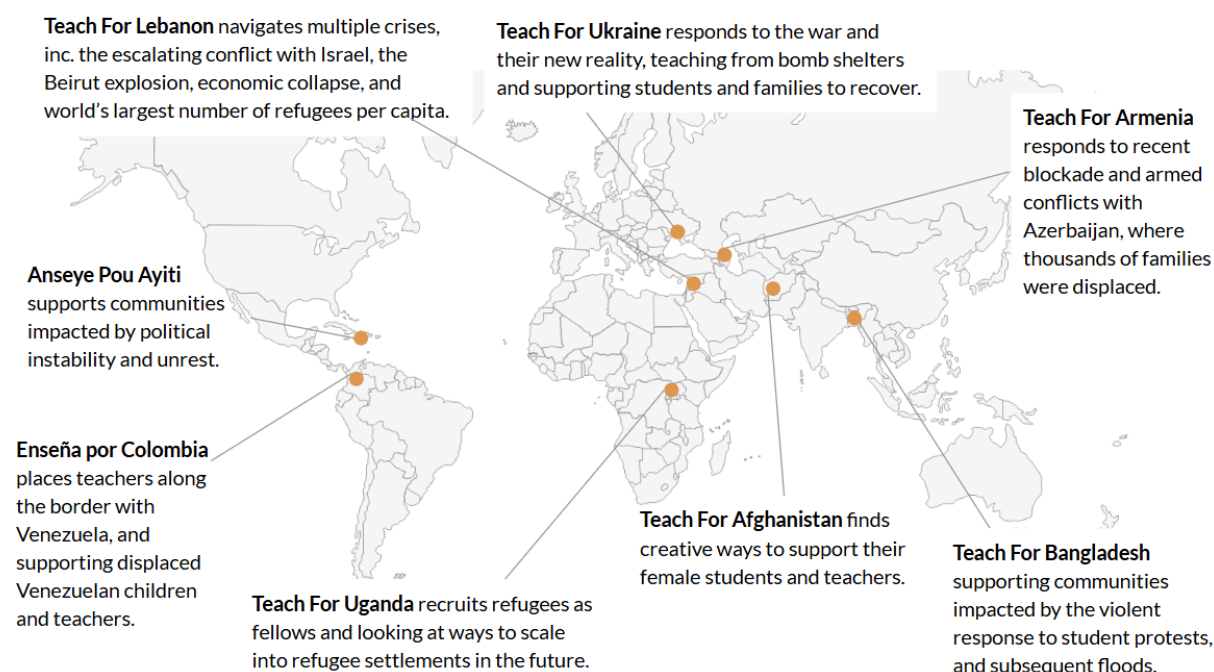 Teach For Lebanon navigates multiple crises,
inc. the escalating conflict with Israel, the
Beirut explosion, economic collapse, and
world’s largest number of refugees per capita.
Teach For Ukraine responds to the war and
their new reality, teaching from bomb shelters
and supporting students and families to recover.
Teach For Armenia
responds to recent
blockade and armed
conflicts with
Azerbaijan, where
thousands of families
were displaced.
Anseye Pou Ayiti
supports communities
impacted by political
instability and unrest.
Enseña por Colombia
places teachers along
the border with
Venezuela, and
supporting displaced
Venezuelan children
and teachers.
Teach For Uganda recruits refugees as
fellows and looking at ways to scale
into refugee settlements in the future.
Teach For Afghanistan finds
creative ways to support their
female students and teachers.
Teach For Bangladesh
supporting communities
impacted by the violent
response to student protests,
and subsequent floods.